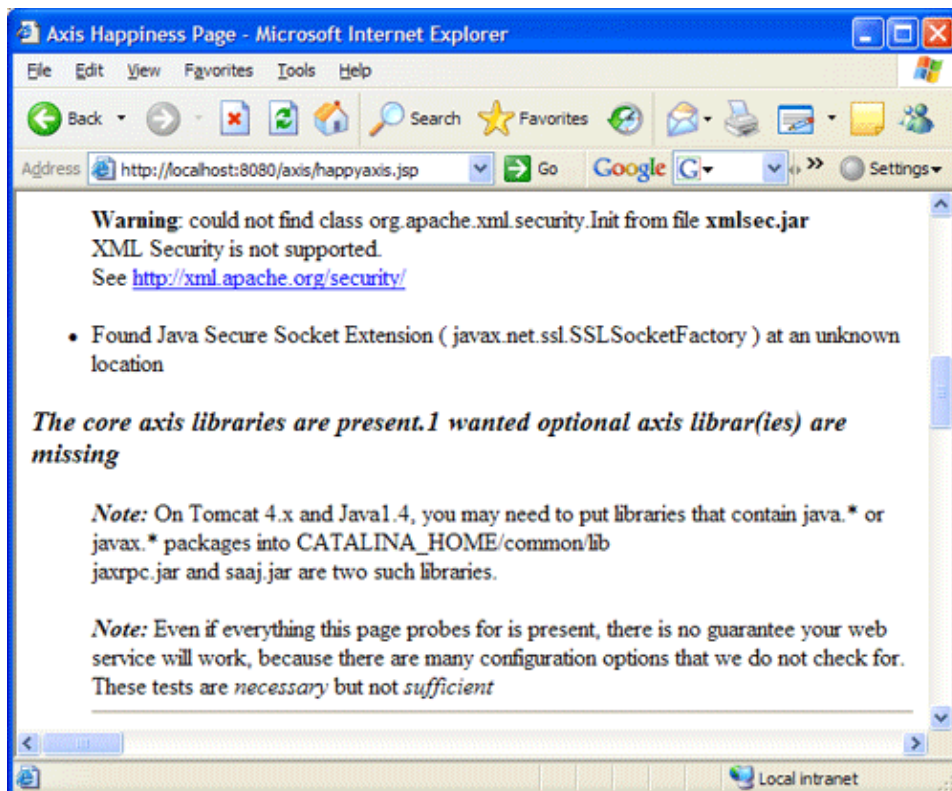 Axis Happiness Page - Microsoft Internet Explorer
File Edit View Favorites Tools Help
Back Search Favorites
Address http://localhost:8080/axis/happyaxis.jsp Go Google G Settings
Warning: could not find class org.apache.xml.security.Init from file xmlsec.jar
XML Security is not supported.
See http://xml.apache.org/security/
• Found Java Secure Socket Extension ( javax.net.ssl.SSLSocketFactory ) at an unknown
location
The core axis libraries are present.1 wanted optional axis librar(ies) are
missing
Note: On Tomcat 4.x and Java1.4, you may need to put libraries that contain java.* or
javax.* packages into CATALINA_HOME/common/lib
jaxrpc.jar and saaj.jar are two such libraries.
Note: Even if everything this page probes for is present, there is no guarantee your web
service will work, because there are many configuration options that we do not check for.
These tests are necessary but not sufficient
Local intranet